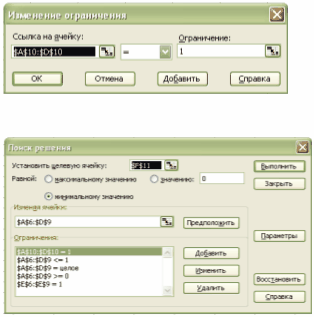 Изменение ограничения
Ссылка на ячейку: Ограничение:
$A$10:$D$10 = 1
ОК Отмена Добавить Справка
Поиск решения
Установить целевую ячейку: $F$11 Выполнить
Равной: максимальному значению значению: 0 Закрыть
минимальному значению
Изменяя ячейки:
$A$6:$D$9 Предположить
Ограничения: Параметры
$A$10:$D$10 = 1 Добавить
$A$6:$D$9 <= 1
$A$6:$D$9 = целое Изменить
$A$6:$D$9 >= 0 Восстановить
$E$6:$E$9 = 1 Удалить
Справка